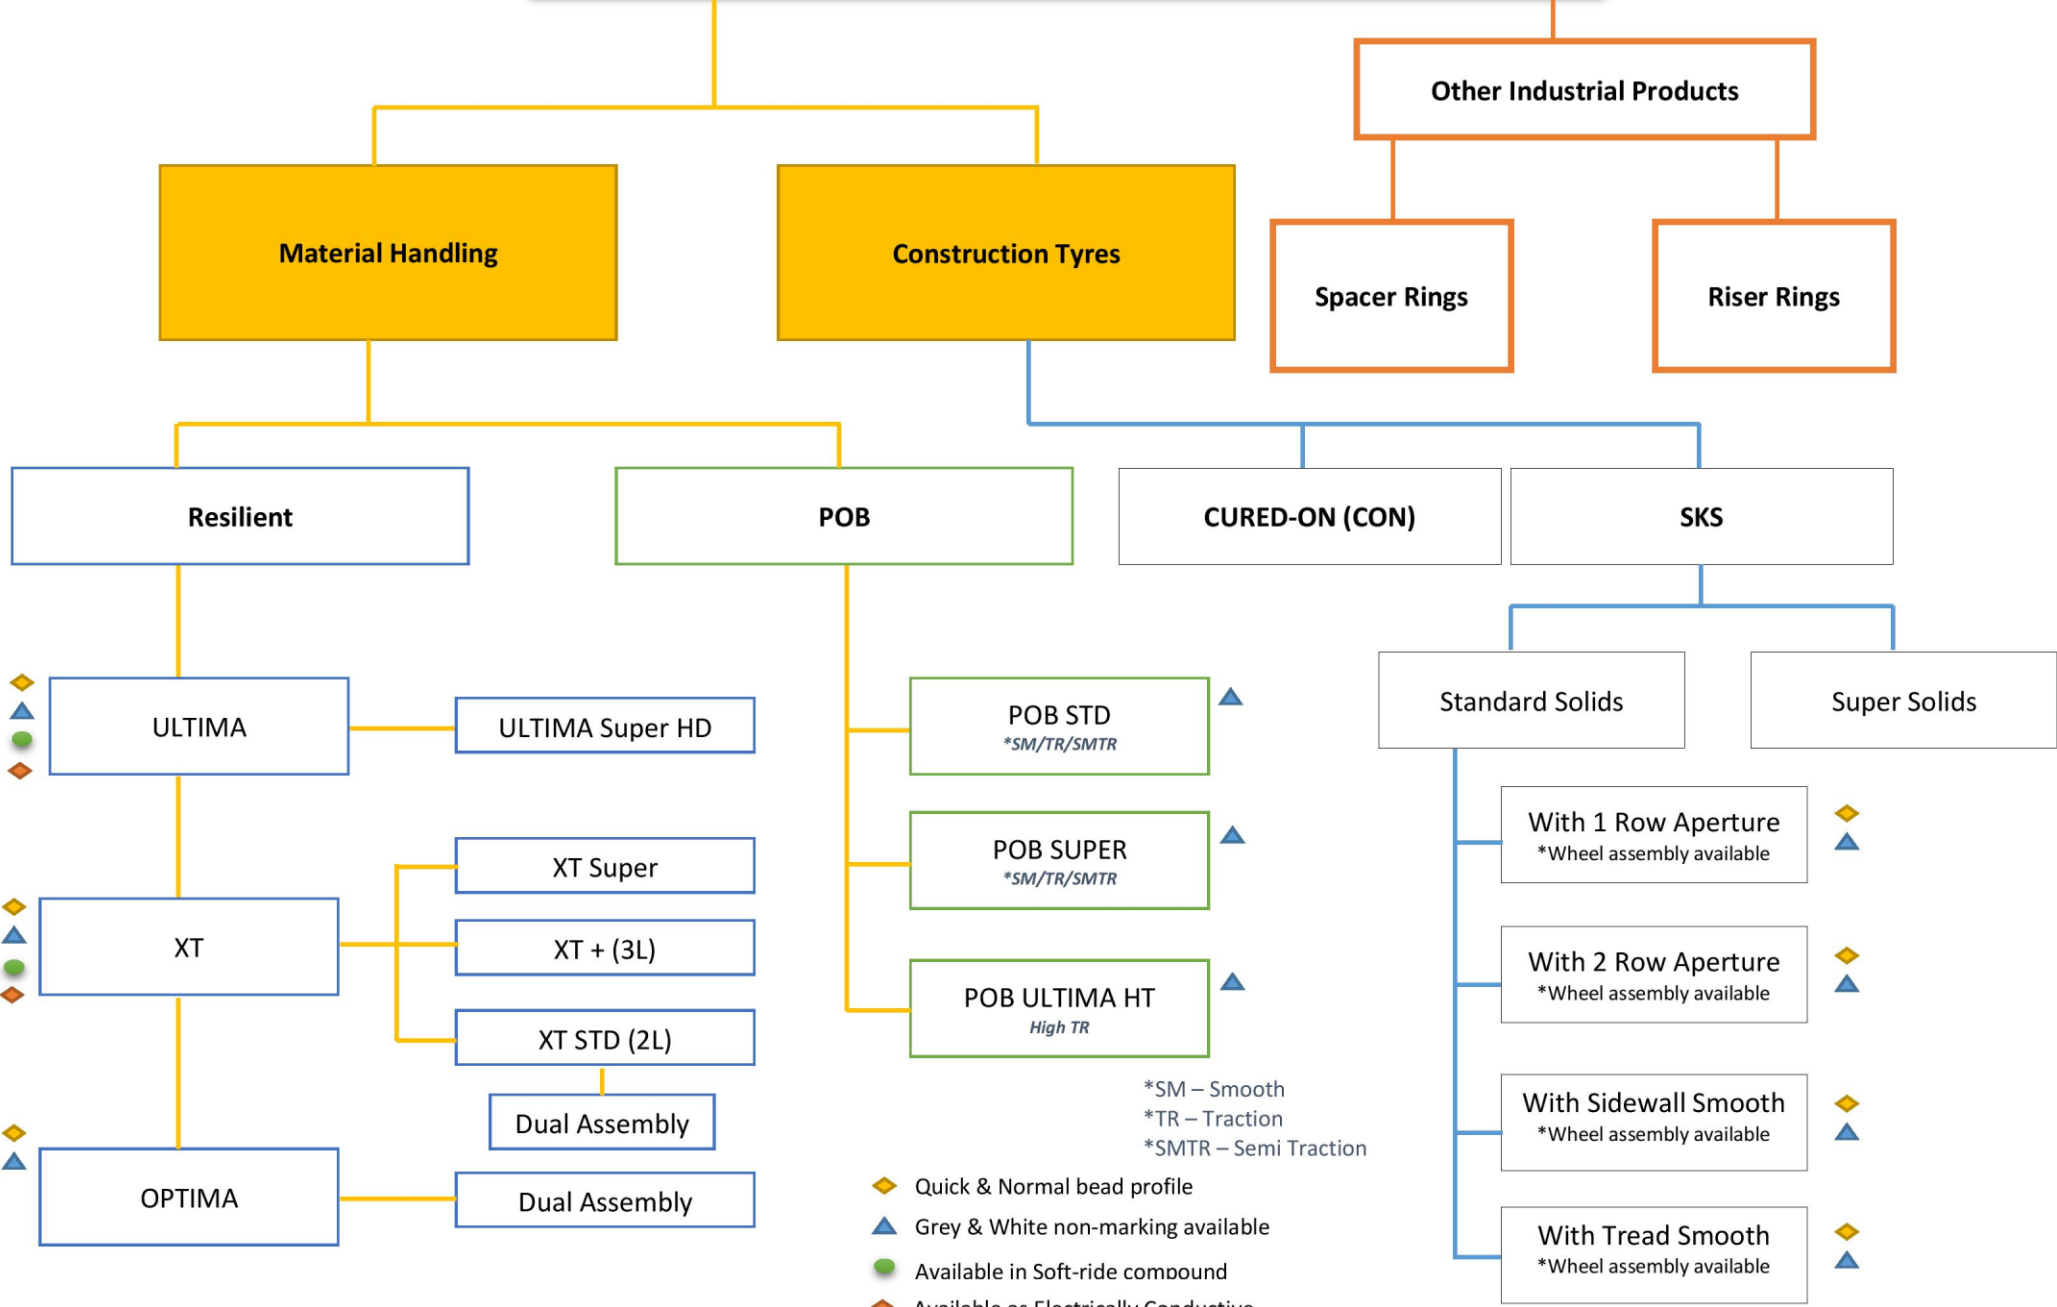 Other Industrial Products
Material Handling
Construction Tyres
Spacer Rings
Riser Rings
Resilient
POB
CURED-ON (CON)
SKS
Standard Solids
Super Solids
ULTIMA
ULTIMA Super HD
XT
XT Super
XT + (3L)
XT STD (2L)
Dual Assembly
OPTIMA
Dual Assembly
POB STD
*SM/TR/SMTR
POB SUPER
*SM/TR/SMTR
POB ULTIMA HT
High TR
*SM – Smooth
*TR – Traction
*SMTR – Semi Traction
Quick & Normal bead profile
Grey & White non-marking available
Available in Soft-ride compound
Available as Electrically Conductive
With 1 Row Aperture
*Wheel assembly available
With 2 Row Aperture
*Wheel assembly available
With Sidewall Smooth
*Wheel assembly available
With Tread Smooth
*Wheel assembly available